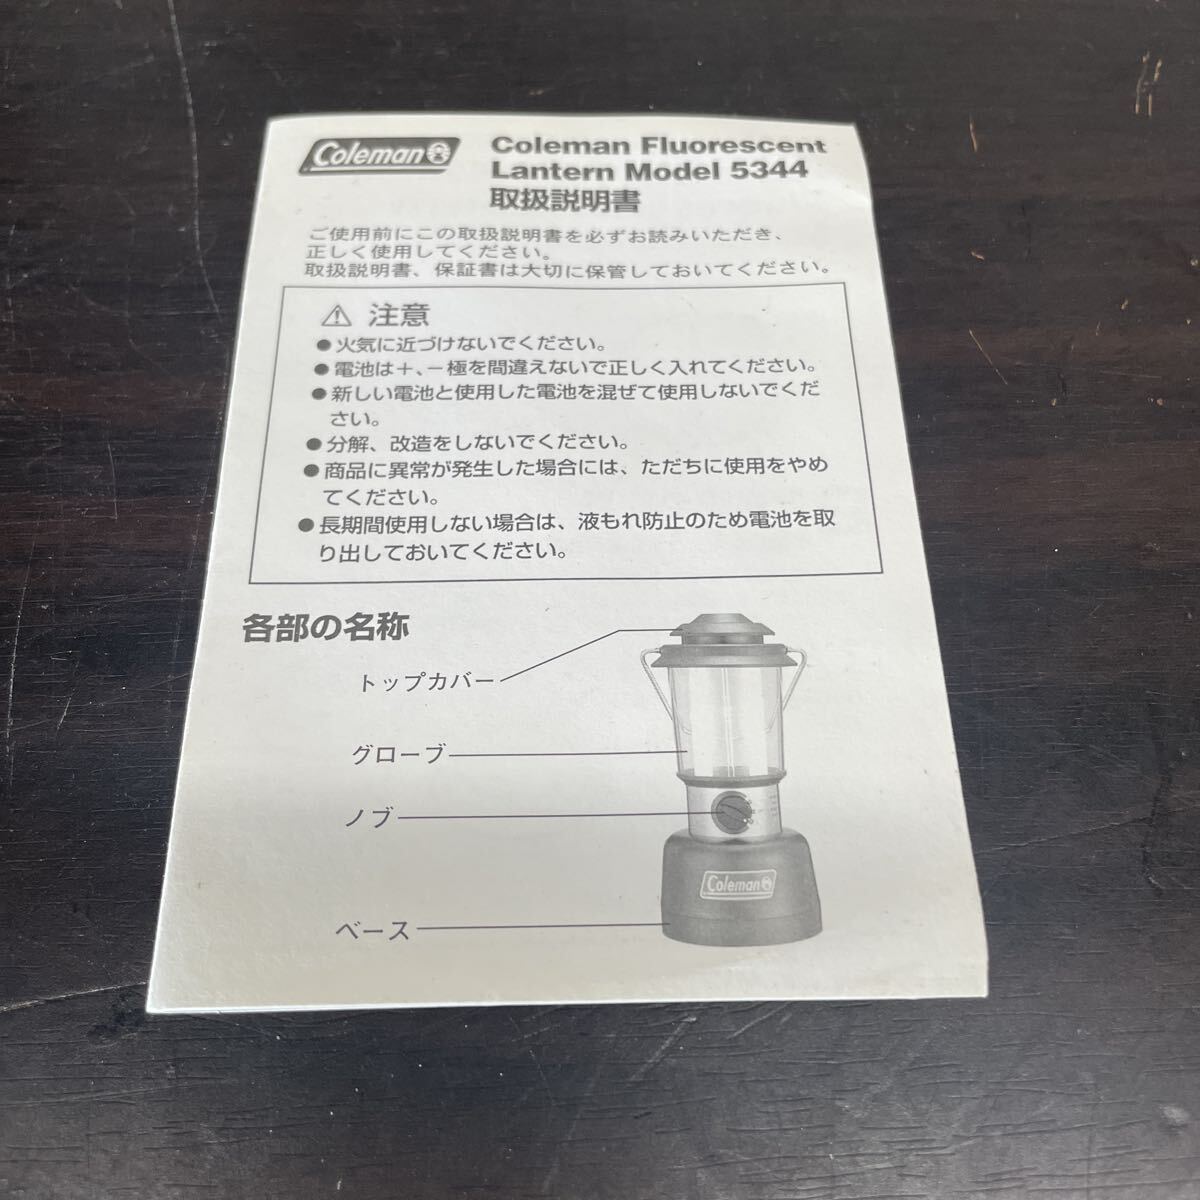 Coleman
Coleman Fluorescent
Lantern Model 5344
取扱説明書
ご使用前にこの取扱説明書を必ずお読みいただき、
正しく使用してください。
取扱説明書、保証書は大切に保管しておいてください。
⚠ 注意
●火気に近づけないでください。
●電池は＋、－極を間違えないで正しく入れてください。
●新しい電池と使用した電池を混ぜて使用しないでくだ
さい。
●分解、改造をしないでください。
●商品に異常が発生した場合には、ただちに使用をやめ
てください。
●長期間使用しない場合は、液もれ防止のため電池を取
り出しておいてください。
各部の名称
トップカバー
グローブ
ノブ
Coleman
ベース